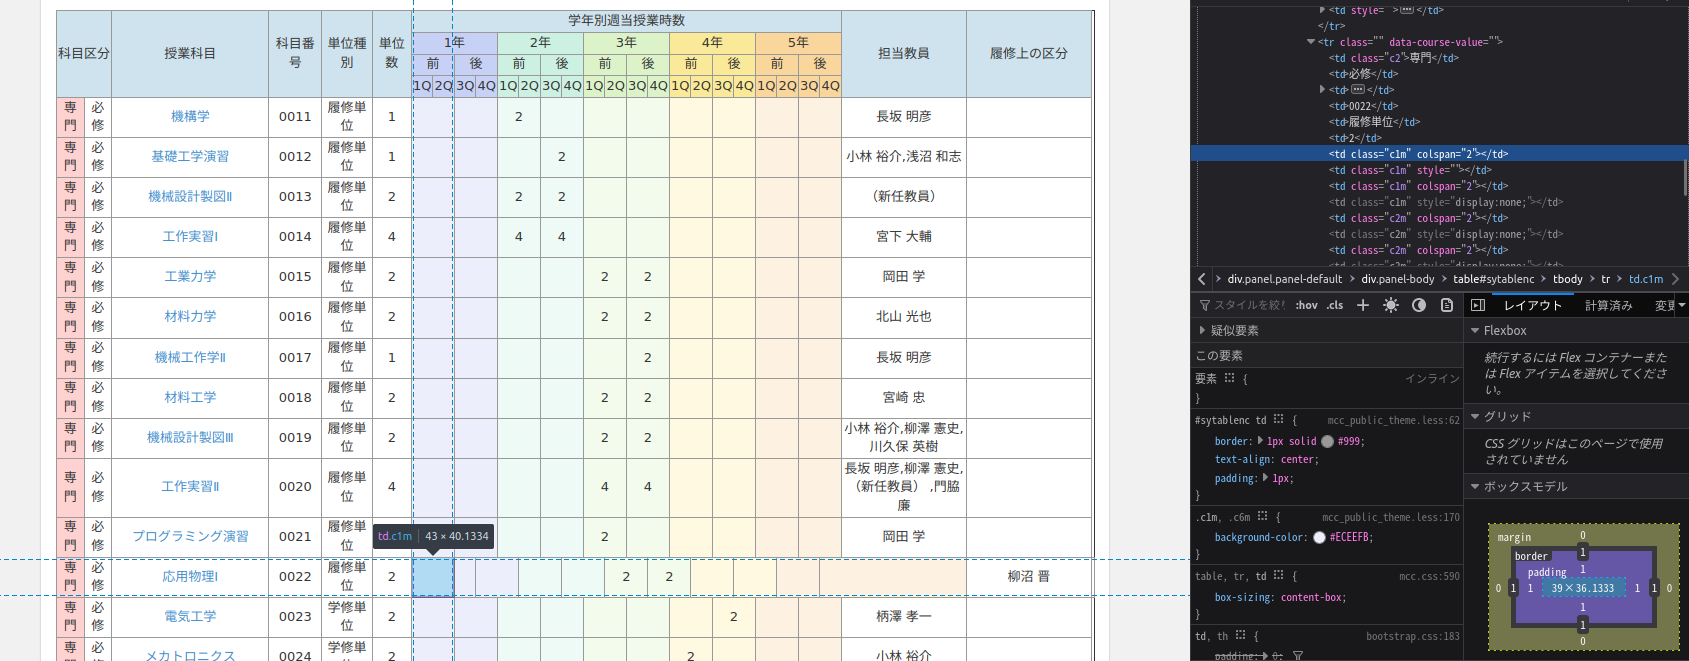 学年別週当授業時数
科目区分 授業科目 科目番号 単位種別 単位数 1年 2年 3年 4年 5年 担当教員 履修上の区分
前 後 前 後 前 後 前 後 前 後
1Q 2Q 3Q 4Q 1Q 2Q 3Q 4Q 1Q 2Q 3Q 4Q 1Q 2Q 3Q 4Q 1Q 2Q 3Q 4Q
専門 必修 機構学 0011 履修単位 1 2 長坂 明彦
専門 必修 基礎工学演習 0012 履修単位 1 2 小林 裕介,浅沼 和志
専門 必修 機械設計製図Ⅱ 0013 履修単位 2 2 2 （新任教員）
専門 必修 工作実習Ⅰ 0014 履修単位 4 4 4 宮下 大輔
専門 必修 工業力学 0015 履修単位 2 2 2 岡田 学
専門 必修 材料力学 0016 履修単位 2 2 2 北山 光也
専門 必修 機械工作学Ⅱ 0017 履修単位 1 2 長坂 明彦
専門 必修 材料工学 0018 履修単位 2 2 2 宮崎 忠
専門 必修 機械設計製図Ⅲ 0019 履修単位 2 2 2 小林 裕介,柳澤 憲史,川久保 英樹
専門 必修 工作実習Ⅱ 0020 履修単位 4 4 4 長坂 明彦,柳澤 憲史,（新任教員） ,門脇 廉
専門 必修 プログラミング演習 0021 履修単位 2 岡田 学
td.c1m 43 × 40.1334
専門 必修 応用物理Ⅰ 0022 履修単位 2 2 2 柳沼 晋
専門 必修 電気工学 0023 学修単位 2 2 柄澤 孝一
専門 必修 メカトロニクス 0024 学修単位 2 2 小林 裕介
<td style=" "> </td>
</tr>
<tr class="" data-course-value="">
<td class="c2">専門</td>
<td>必修</td>
<td> </td>
<td>0022</td>
<td>履修単位</td>
<td>2</td>
<td class="c1m" colspan="2"></td>
<td class="c1m" style=""></td>
<td class="c1m" colspan="2"></td>
<td class="c1m" style="display:none;"></td>
<td class="c2m" colspan="2"></td>
<td class="c2m" style="display:none;"></td>
<td class="c2m" colspan="2"></td>
<td class="c2m" style="display:none;"></td>
div.panel.panel-default div.panel-body table#sytablenc tbody tr td.c1m
スタイルを絞り :hov .cls
レイアウト 計算済み 変更
疑似要素
この要素
要素 { インライン
}
#sytablenc td { mcc_public_theme.less:62
border: 1px solid #999;
text-align: center;
padding: 1px;
}
.c1m, .c6m { mcc_public_theme.less:170
background-color: #ECEEFB;
}
table, tr, td { mcc.css:590
box-sizing: content-box;
}
td, th { bootstrap.css:183
padding: 0;
Flexbox
続行するには Flex コンテナーまた
は Flex アイテムを選択してくださ
い。
グリッド
CSS グリッドはこのページで使用
されていません
ボックスモデル
margin 0
border 1
padding 1
0 1 1 39×36.1333 1 1 0
1
1
0